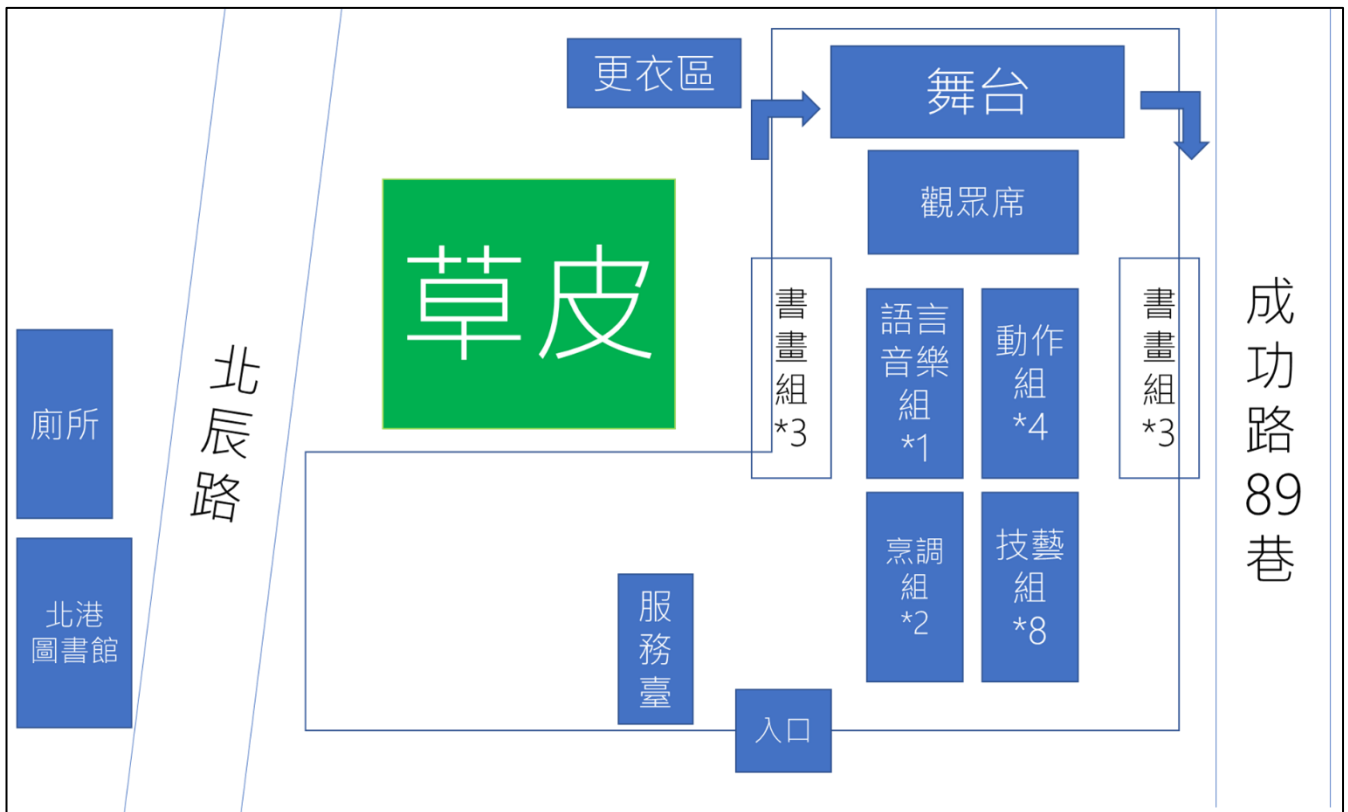 更衣區
舞台
觀眾席
草皮
書畫組*3
語言
音樂
組
*1
動作
組
*4
書畫組*3
成功路89巷
廁所
北辰路
北港
圖書館
烹調
組
*2
技藝
組
*8
服務臺
入口